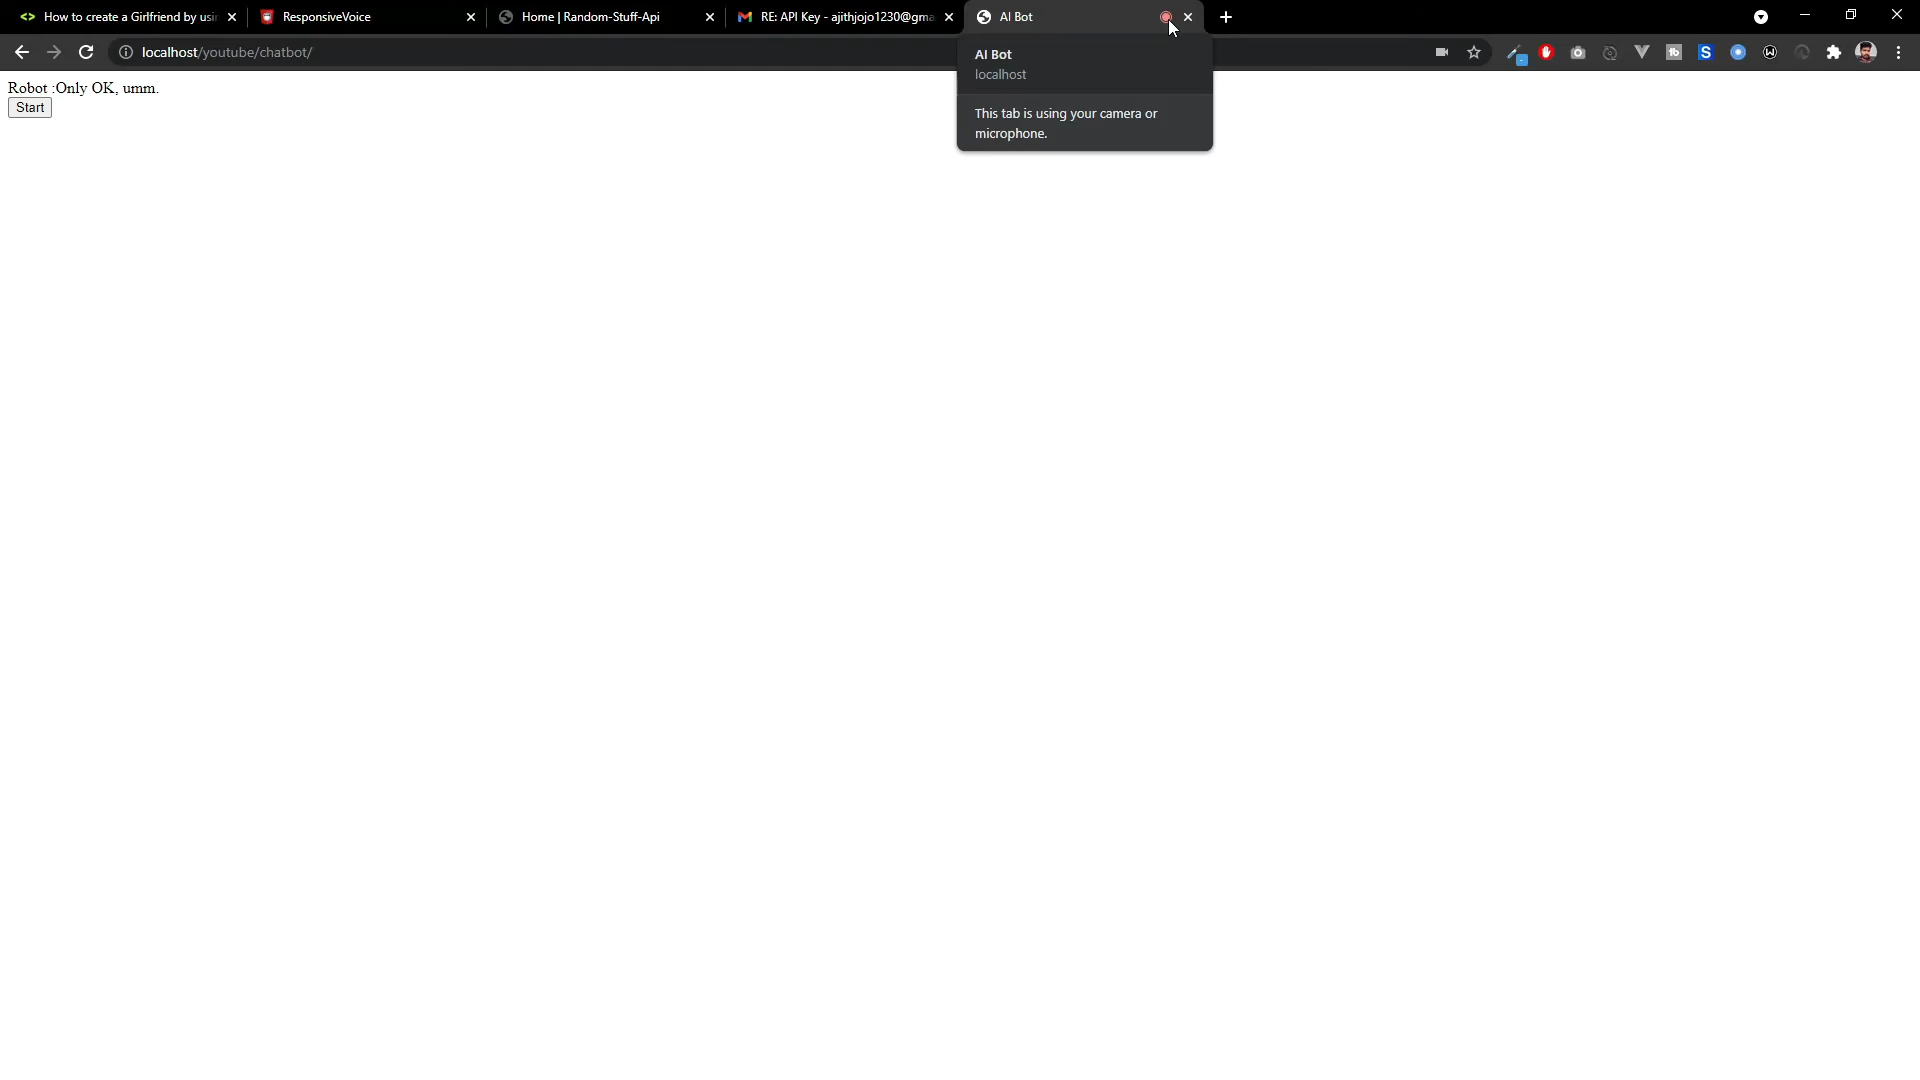 How to create a Girlfriend by usi
ResponsiveVoice
Home | Random-Stuff-Api
RE: API Key - ajithjojo1230@gma
AI Bot
localhost/youtube/chatbot/
AI Bot
localhost
This tab is using your camera or
microphone.
Robot :Only OK, umm.
Start